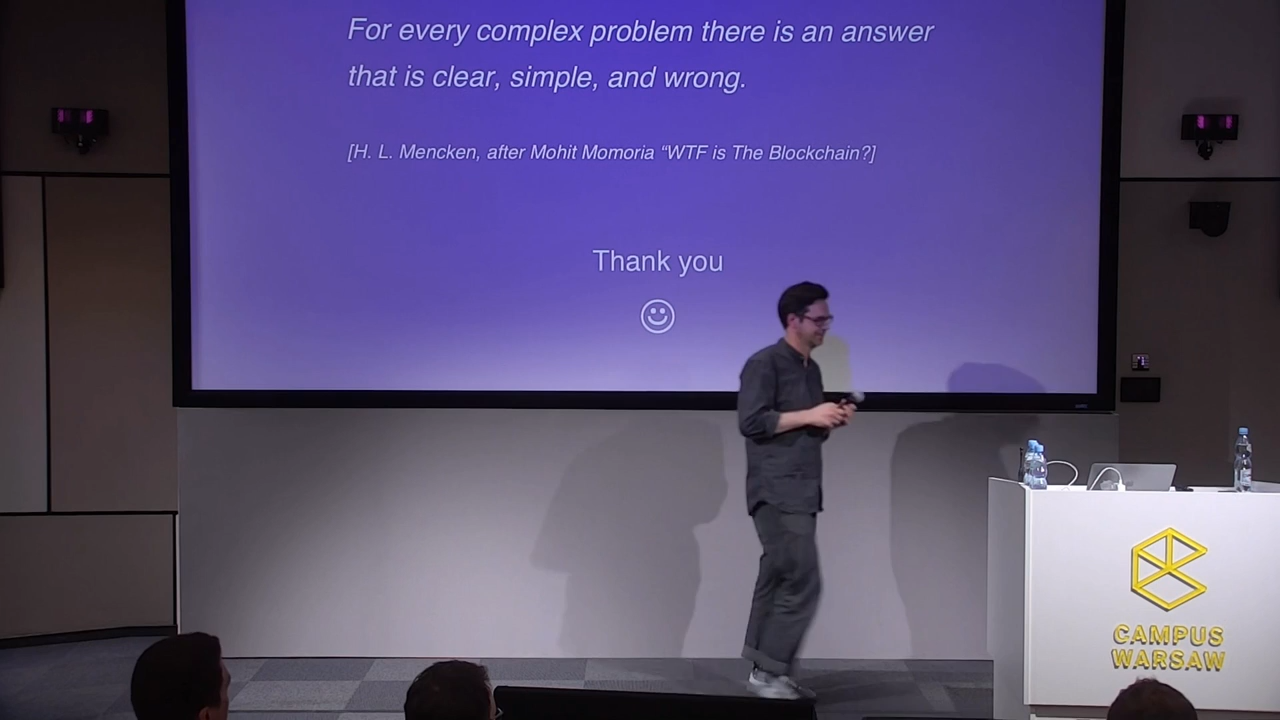 For every complex problem there is an answer
that is clear, simple, and wrong.
[H. L. Mencken, after Mohit Momoria “WTF is The Blockchain?]
Thank you
CAMPUS
WARSAW